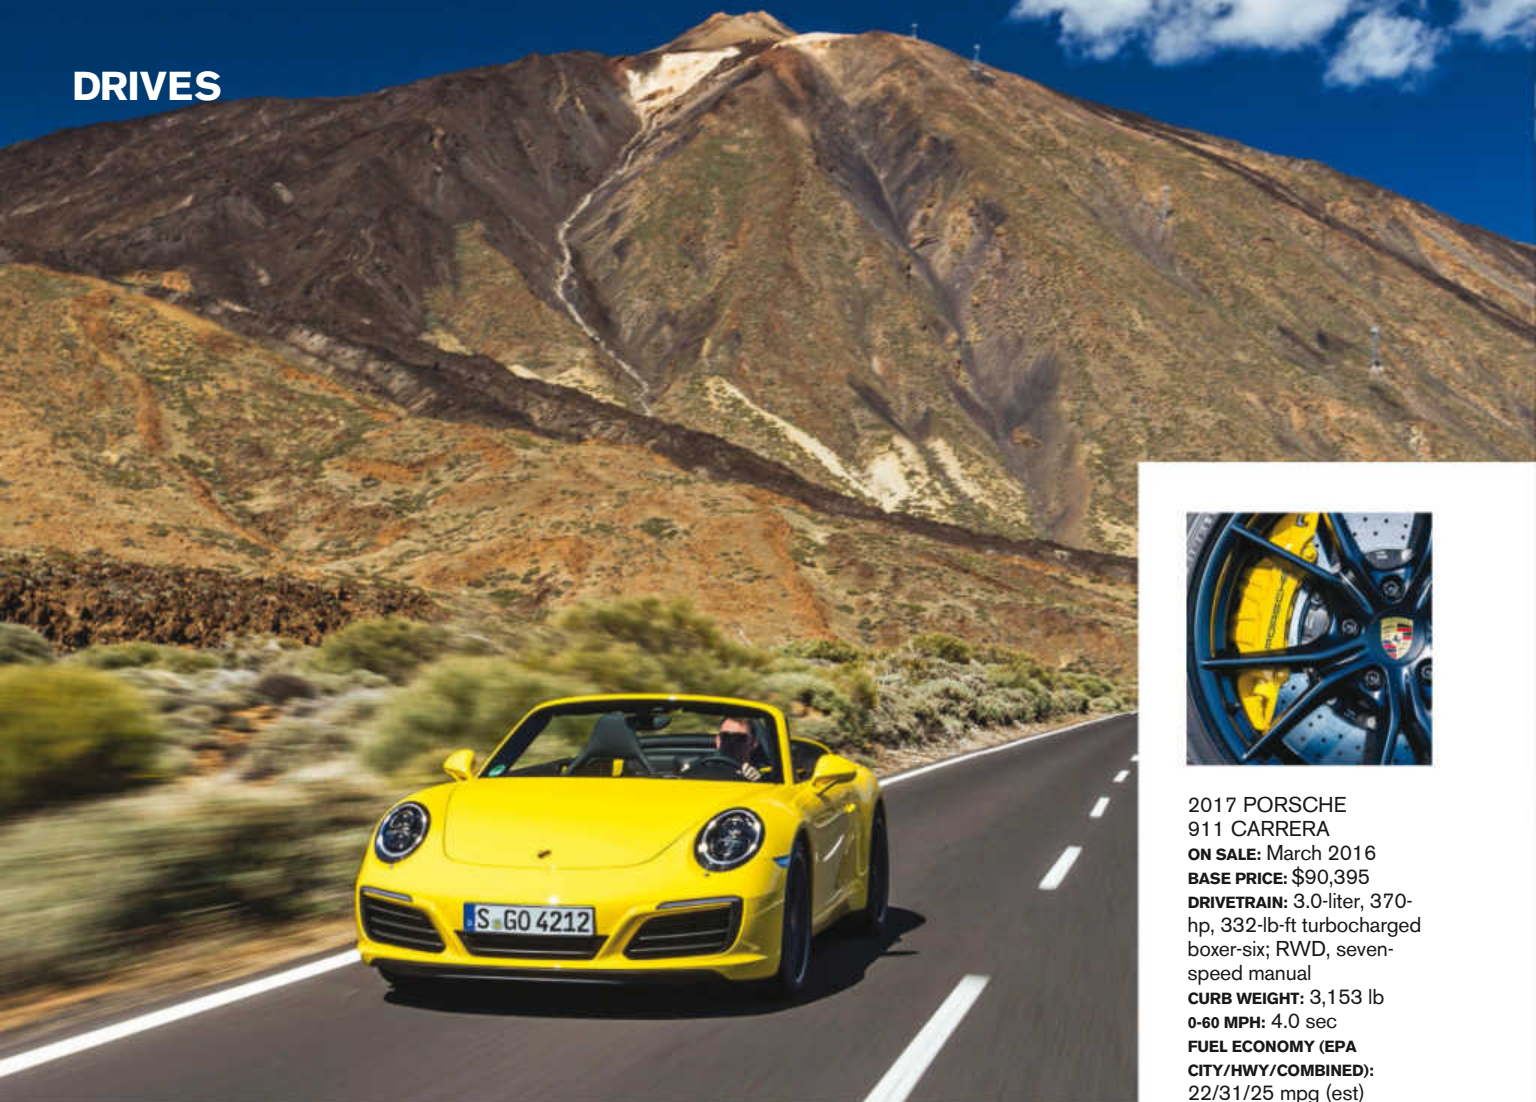 DRIVES
S GO 4212
PORSCHE
2017 PORSCHE
911 CARRERA
ON SALE: March 2016
BASE PRICE: $90,395
DRIVETRAIN: 3.0-liter, 370-
hp, 332-lb-ft turbocharged
boxer-six; RWD, seven-
speed manual
CURB WEIGHT: 3,153 lb
0-60 MPH: 4.0 sec
FUEL ECONOMY (EPA
CITY/HWY/COMBINED):
22/31/25 mpg (est)